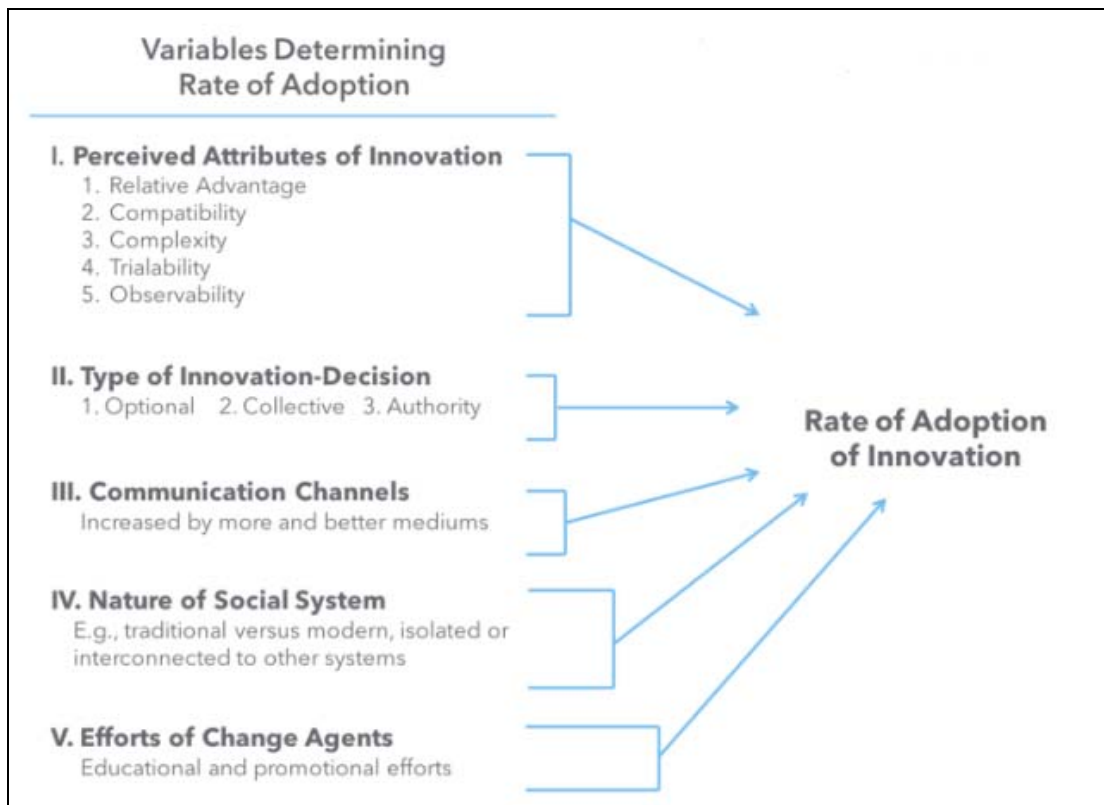 Variables Determining
Rate of Adoption
I. Perceived Attributes of Innovation
1. Relative Advantage
2. Compatibility
3. Complexity
4. Trialability
5. Observability
II. Type of Innovation-Decision
1. Optional 2. Collective 3. Authority
Rate of Adoption
of Innovation
III. Communication Channels
Increased by more and better mediums
IV. Nature of Social System
E.g., traditional versus modern, isolated or
interconnected to other systems
V. Efforts of Change Agents
Educational and promotional efforts